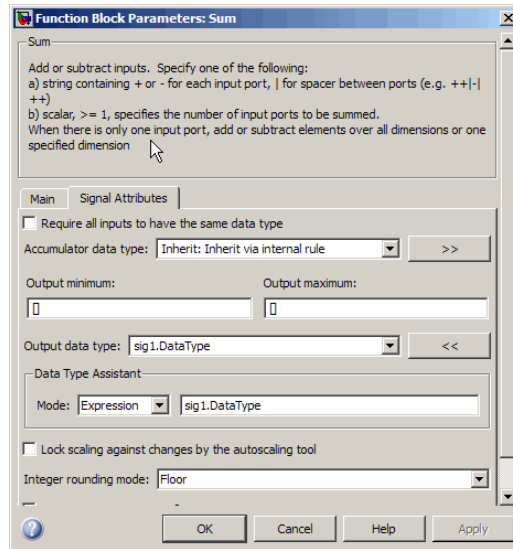 Function Block Parameters: Sum
Sum
Add or subtract inputs. Specify one of the following:
a) string containing + or - for each input port, | for spacer between ports (e.g. ++|-|
++)
b) scalar, >= 1, specifies the number of input ports to be summed.
When there is only one input port, add or subtract elements over all dimensions or one
specified dimension
Main Signal Attributes
Require all inputs to have the same data type
Accumulator data type: Inherit: Inherit via internal rule >>
Output minimum: Output maximum:
[] []
Output data type: sig1.DataType <<
Data Type Assistant
Mode: Expression sig1.DataType
Lock scaling against changes by the autoscaling tool
Integer rounding mode: Floor
OK Cancel Help Apply